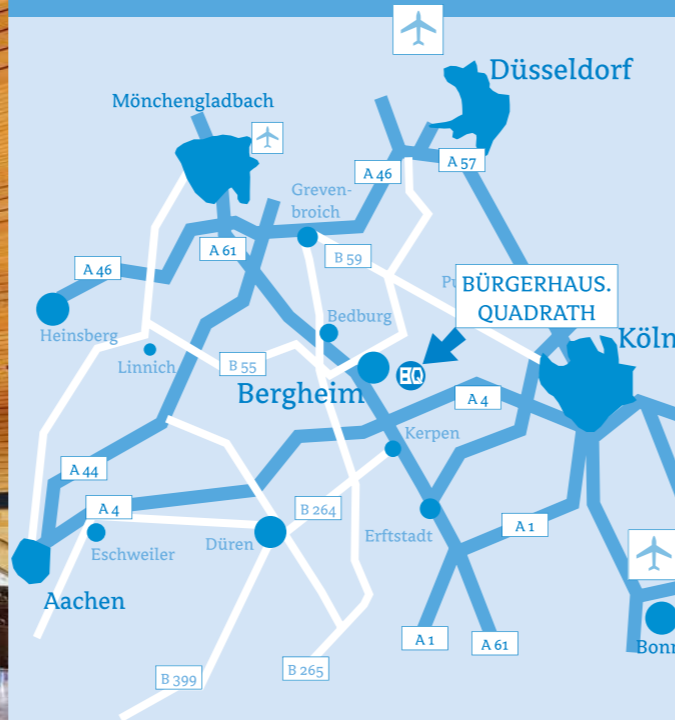 Düsseldorf
Mönchengladbach
A 57
A 46
Greven-
broich
A 61
B 59
A 46
BÜRGERHAUS.
QUADRATH
Bedburg
Heinsberg
Köln
Linnich
B 55
Bergheim
BQ
A 4
Kerpen
A 44
A 4
B 264
A 1
Erftstadt
Düren
Eschweiler
Aachen
A 1
A 61
Bonn
B 265
B 399